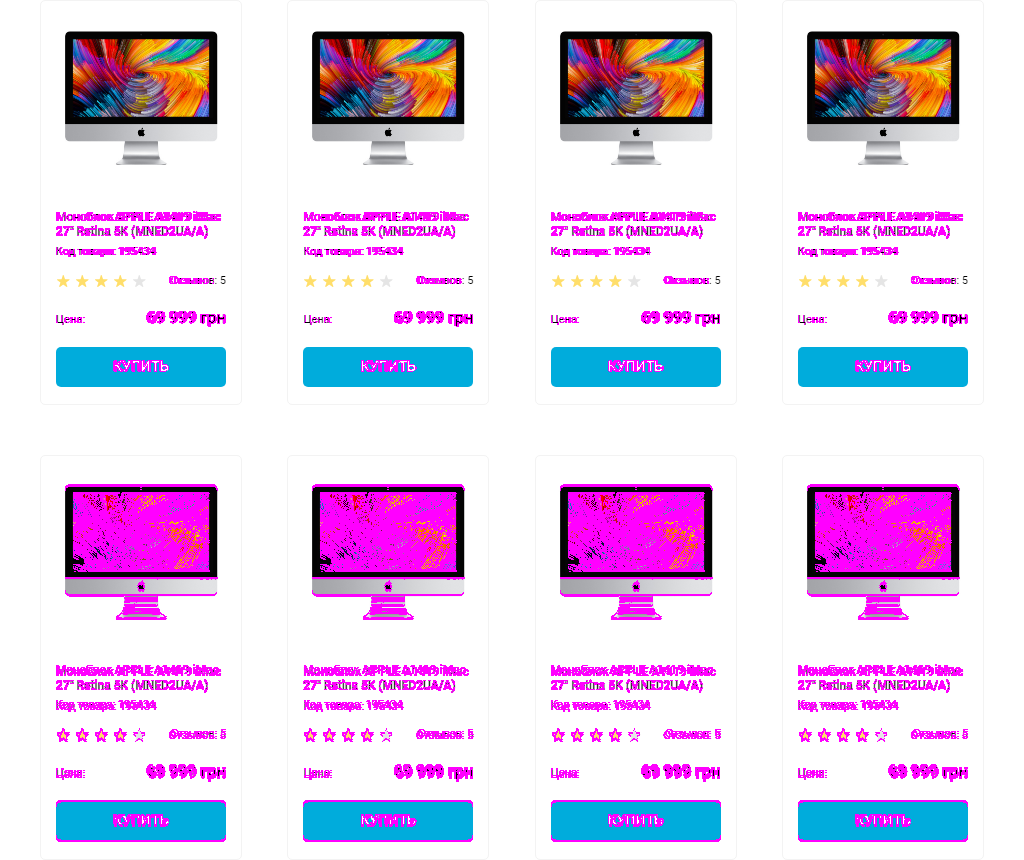 Моноблок APPLE A1419 iMac Моноблок APPLE A1419 iMac Моноблок APPLE A1419 iMac Моноблок APPLE A1419 iMac
27" Retina 5K (MNED2UA/A) 27" Retina 5K (MNED2UA/A) 27" Retina 5K (MNED2UA/A) 27" Retina 5K (MNED2UA/A)
Код товара: 195434 Код товара: 195434 Код товара: 195434 Код товара: 195434
Отзывов: 5 Отзывов: 5 Отзывов: 5 Отзывов: 5
Цена: 69 999 грн Цена: 69 999 грн Цена: 69 999 грн Цена: 69 999 грн
КУПИТЬ КУПИТЬ КУПИТЬ КУПИТЬ
Моноблок APPLE A1419 iMac Моноблок APPLE A1419 iMac Моноблок APPLE A1419 iMac Моноблок APPLE A1419 iMac
27" Retina 5K (MNED2UA/A) 27" Retina 5K (MNED2UA/A) 27" Retina 5K (MNED2UA/A) 27" Retina 5K (MNED2UA/A)
Код товара: 195434 Код товара: 195434 Код товара: 195434 Код товара: 195434
Отзывов: 5 Отзывов: 5 Отзывов: 5 Отзывов: 5
Цена: 69 999 грн Цена: 69 999 грн Цена: 69 999 грн Цена: 69 999 грн
КУПИТЬ КУПИТЬ КУПИТЬ КУПИТЬ